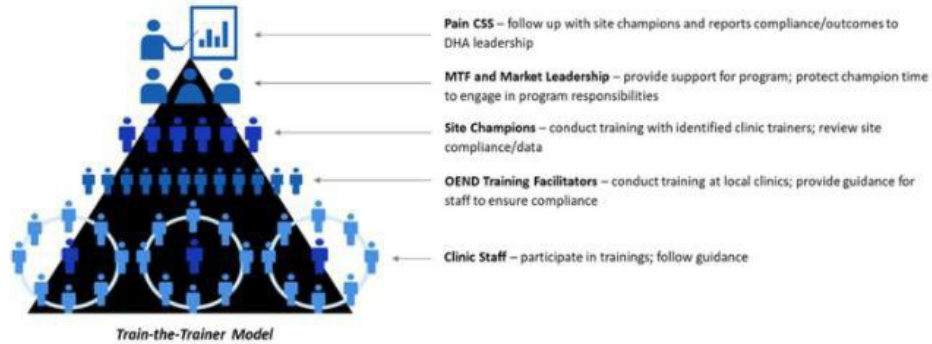 Pain CSS – follow up with site champions and reports compliance/outcomes to
DHA leadership
MTF and Market Leadership – provide support for program; protect champion time
to engage in program responsibilities
Site Champions – conduct training with identified clinic trainers; review site
compliance/data
OEND Training Facilitators – conduct training at local clinics; provide guidance for
staff to ensure compliance
Clinic Staff – participate in trainings; follow guidance
Train-the-Trainer Model